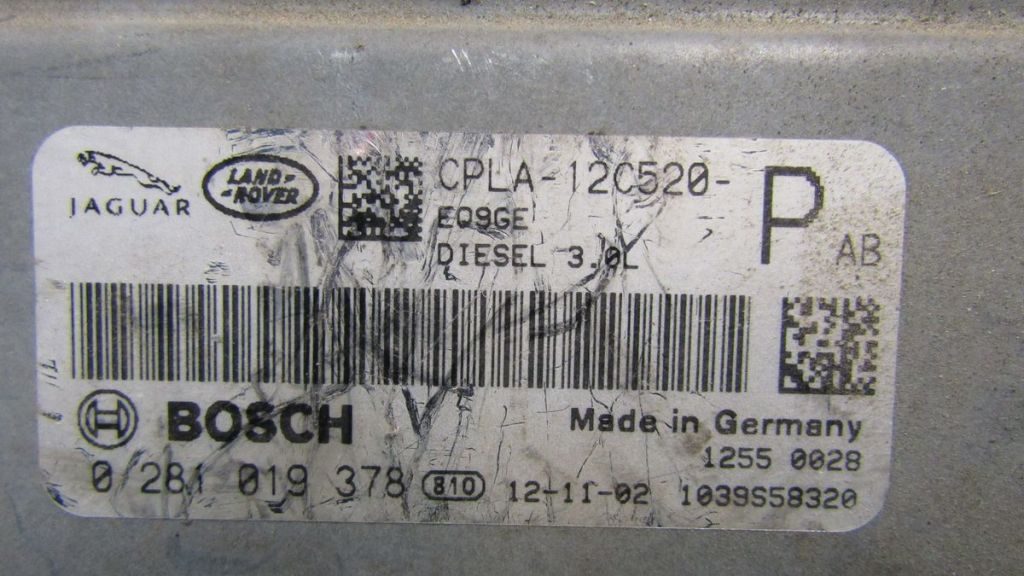 JAGUAR
LAND-
-ROVER
CPLA-12C520-
EQ9GE
DIESEL 3.0L
P
AB
BOSCH
Made in Germany
1255 0028
0 281 019 378 810 12-11-02 1039S58320